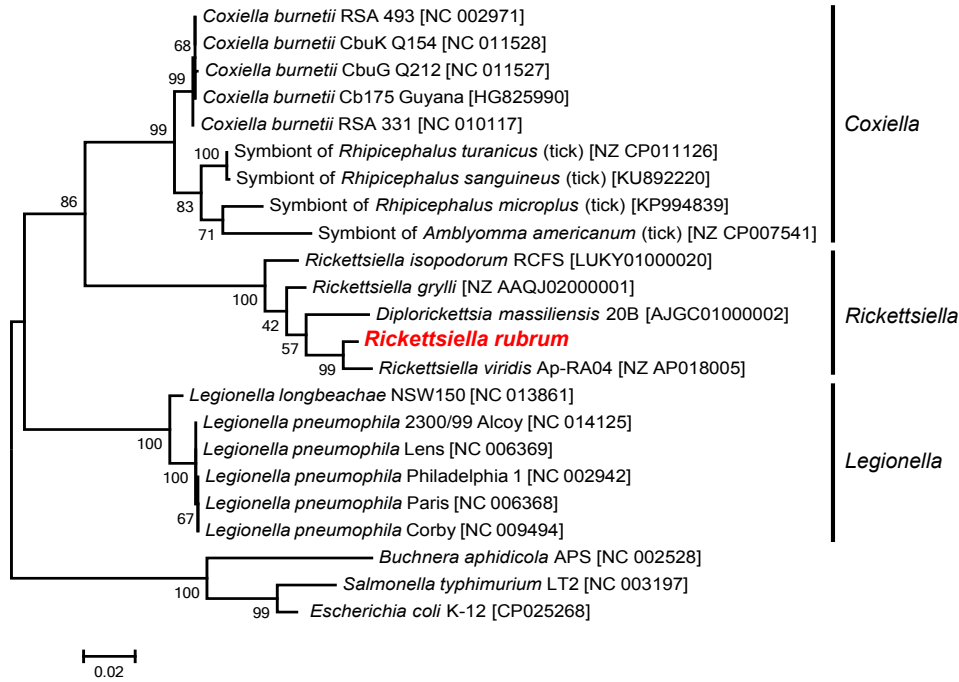 Coxiella burnetii RSA 493 [NC 002971]
68
Coxiella burnetii CbuK Q154 [NC 011528]
Coxiella burnetii CbuG Q212 [NC 011527]
99
Coxiella burnetii Cb175 Guyana [HG825990]
Coxiella burnetii RSA 331 [NC 010117]
Coxiella
99
100
Symbiont of Rhipicephalus turanicus (tick) [NZ CP011126]
Symbiont of Rhipicephalus sanguineus (tick) [KU892220]
86
83
Symbiont of Rhipicephalus microplus (tick) [KP994839]
71
Symbiont of Amblyomma americanum (tick) [NZ CP007541]
Rickettsiella isopodorum RCFS [LUKY01000020]
100
Rickettsiella grylli [NZ AAQJ02000001]
42
Diplorickettsia massiliensis 20B [AJGC01000002]
Rickettsiella
57
Rickettsiella rubrum
99
Rickettsiella viridis Ap-RA04 [NZ AP018005]
Legionella longbeachae NSW150 [NC 013861]
100
Legionella pneumophila 2300/99 Alcoy [NC 014125]
Legionella pneumophila Lens [NC 006369]
Legionella
100
Legionella pneumophila Philadelphia 1 [NC 002942]
Legionella pneumophila Paris [NC 006368]
67
Legionella pneumophila Corby [NC 009494]
Buchnera aphidicola APS [NC 002528]
100
Salmonella typhimurium LT2 [NC 003197]
99
Escherichia coli K-12 [CP025268]
0.02